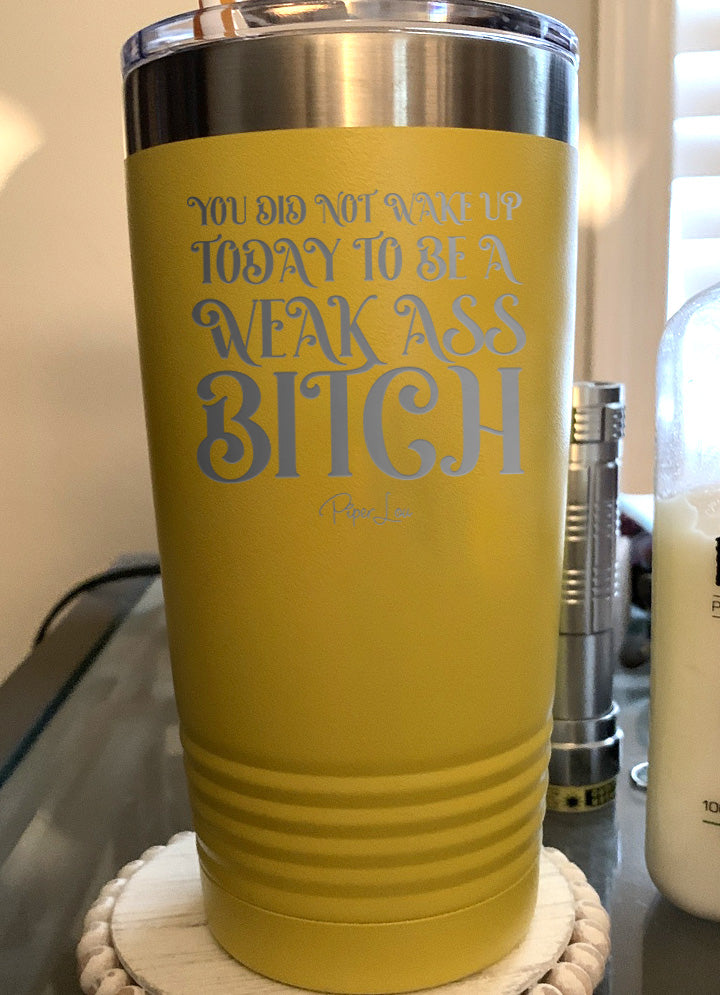 YOU DID NOT WAKE UP
TODAY TO BE A
WEAK ASS
BITCH
Piper Lou